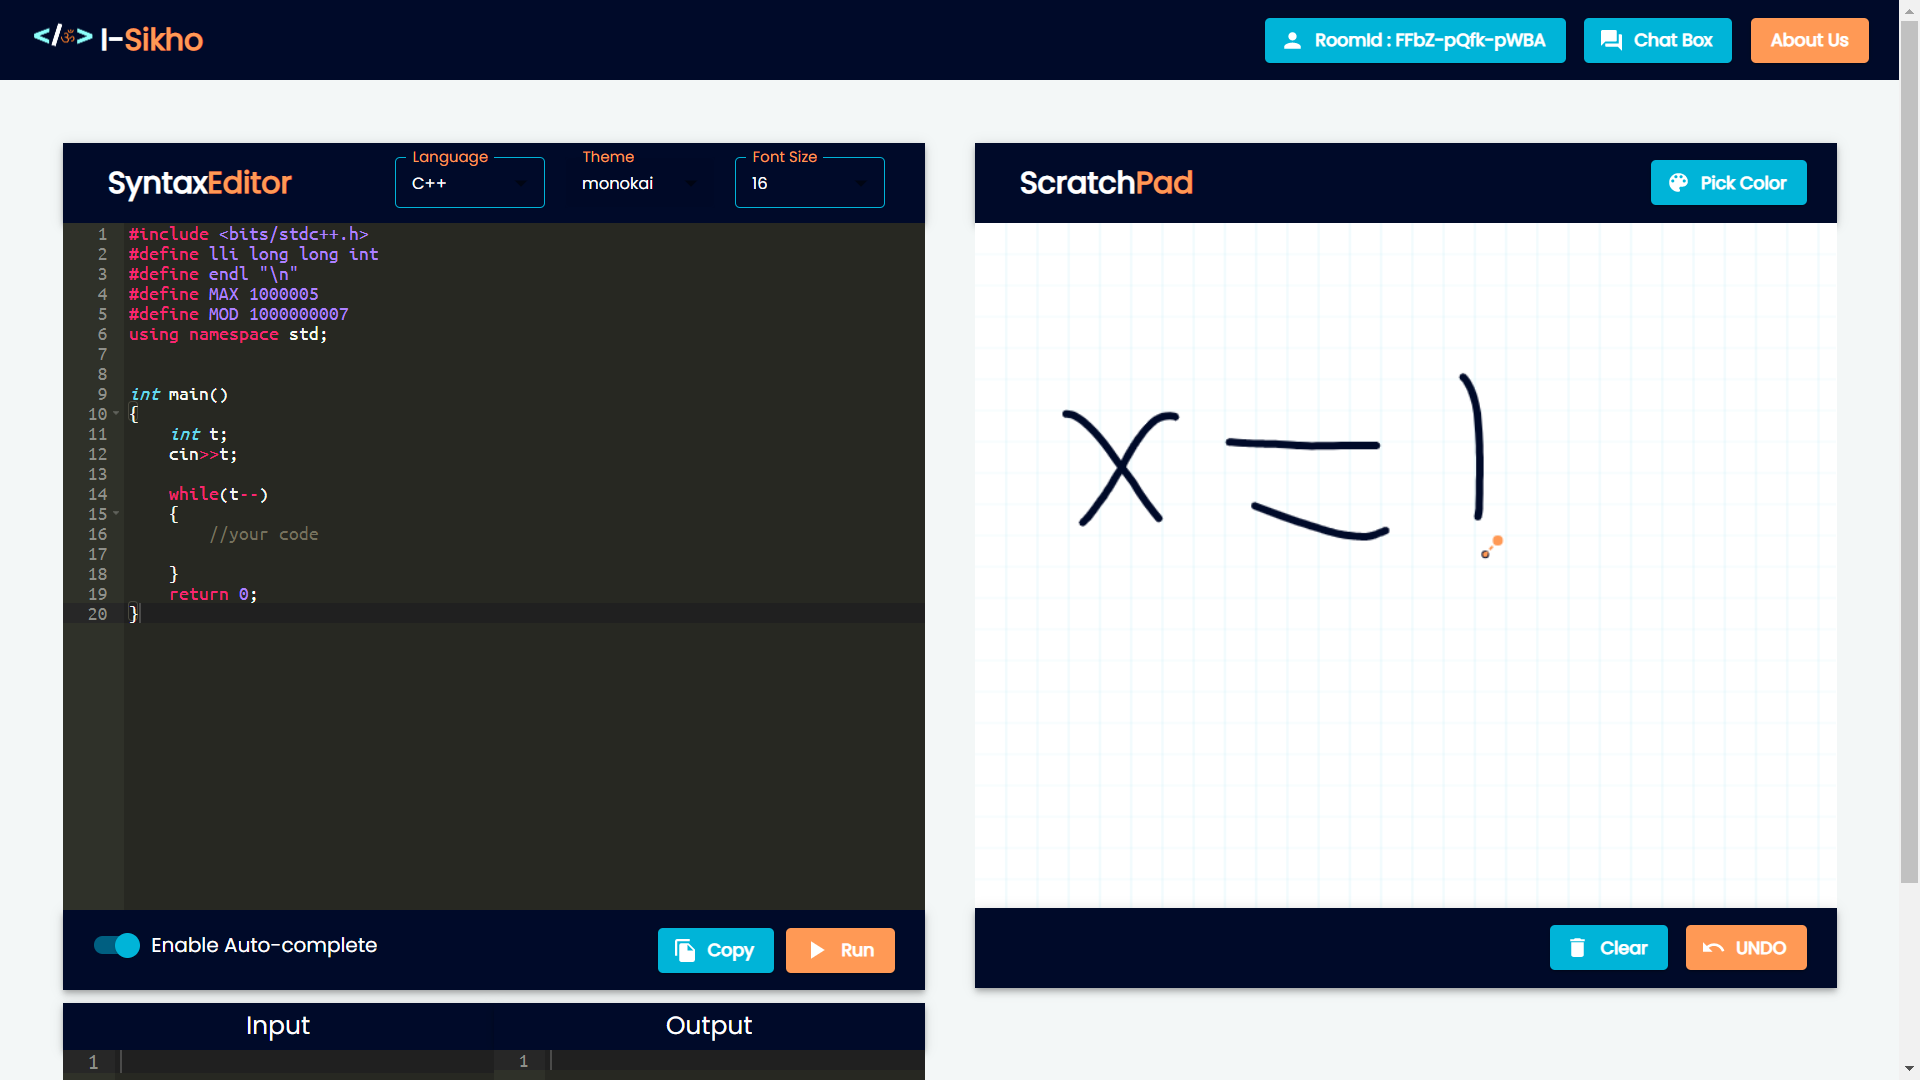 </ॐ> I-Sikho
RoomId : FFbZ-pQfk-pWBA
Chat Box
About Us
SyntaxEditor
Language
C++
Theme
monokai
Font Size
16
1 #include <bits/stdc++.h>
2 #define lli long long int
3 #define endl "\n"
4 #define MAX 1000005
5 #define MOD 1000000007
6 using namespace std;
7
8
9 int main()
10 {
11     int t;
12     cin>>t;
13
14     while(t--)
15     {
16         //your code
17
18     }
19     return 0;
20 }
Enable Auto-complete
Copy
Run
Input
Output
1
1
ScratchPad
Pick Color
x = 1
Clear
UNDO